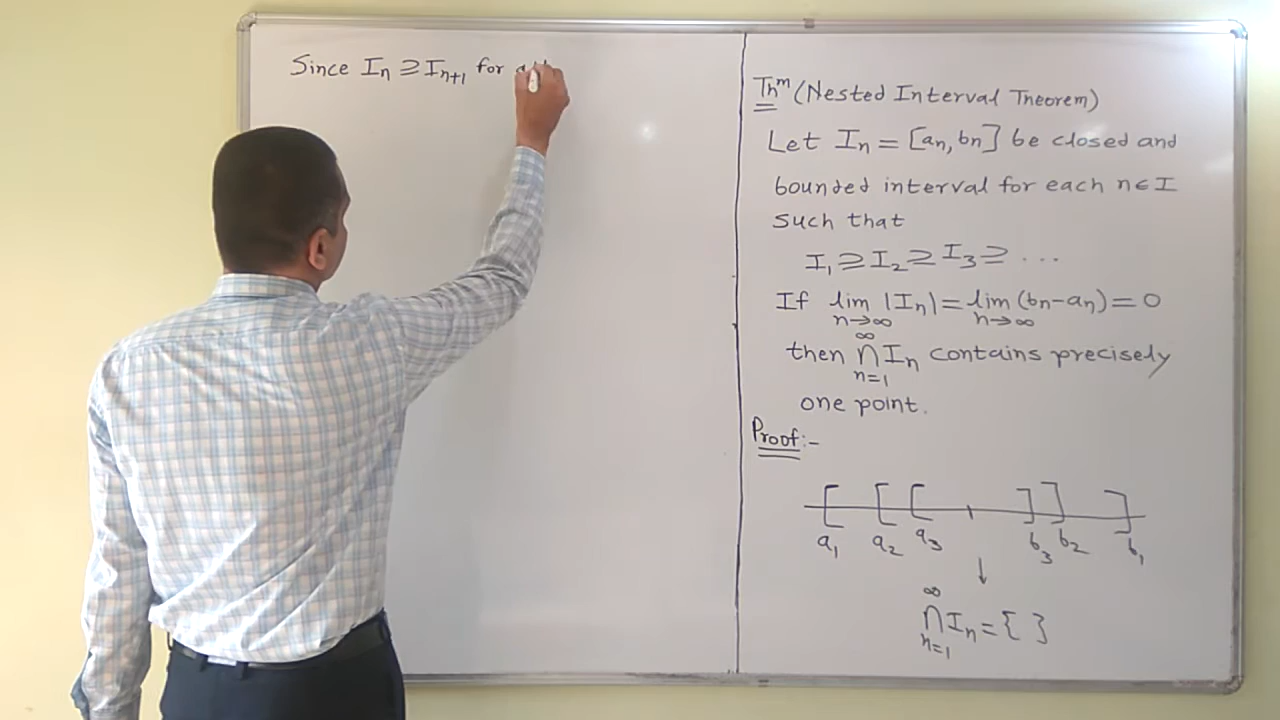 Since Iₙ ⊇ Iₙ₊₁ for
Thᵐ (Nested Interval Theorem)
Let Iₙ = [aₙ, bₙ] be closed and
bounded interval for each n ∈ I
such that
I₁ ⊇ I₂ ⊇ I₃ ⊇ ...
If lim |Iₙ| = lim (bₙ-aₙ) = 0
n→∞ n→∞
∞
then ∩ Iₙ contains precisely
n=1
one point.
Proof:-
a₁ a₂ a₃ b₃ b₂ b₁
↓
∞
∩ Iₙ = { }
n=1